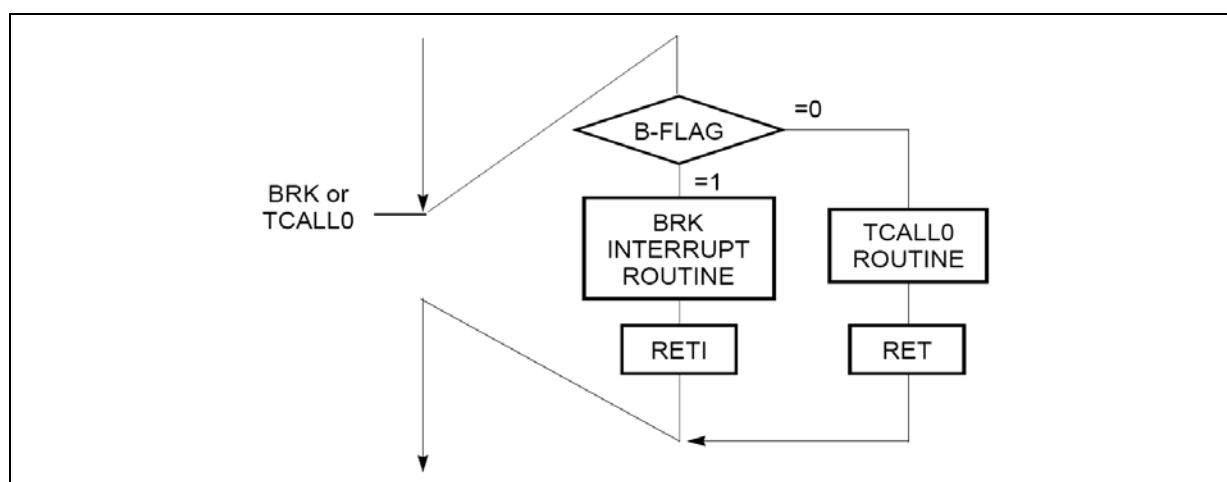 B-FLAG
=0
=1
BRK or
TCALL0
BRK
INTERRUPT
ROUTINE
TCALL0
ROUTINE
RETI
RET